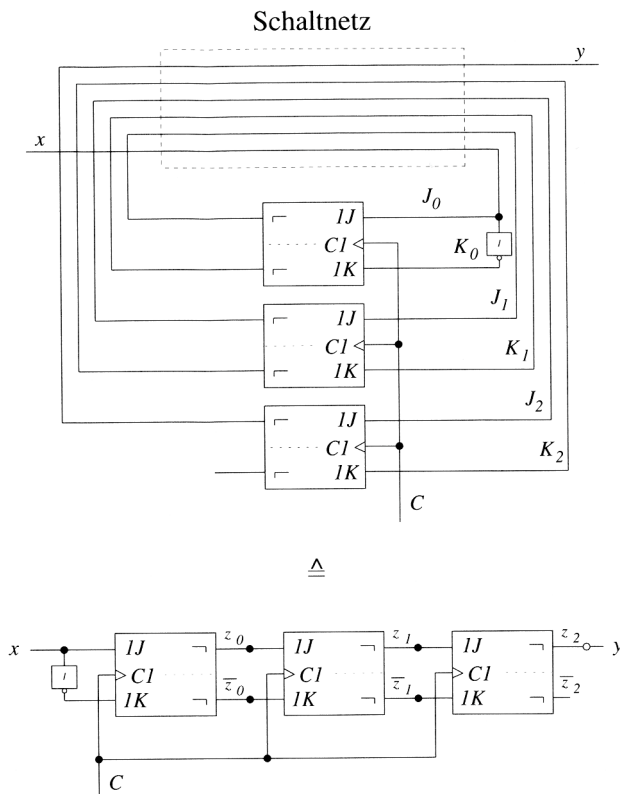 Schaltnetz
y
x
1J J₀
C1
1K K₀
1J J₁
C1
1K K₁
1J J₂
C1
1K K₂
C
≙
x 1J z₀ 1J z₁ 1J z₂ y
1 C1 C1 C1
1K z̅₀ 1K z̅₁ 1K z̅₂
C